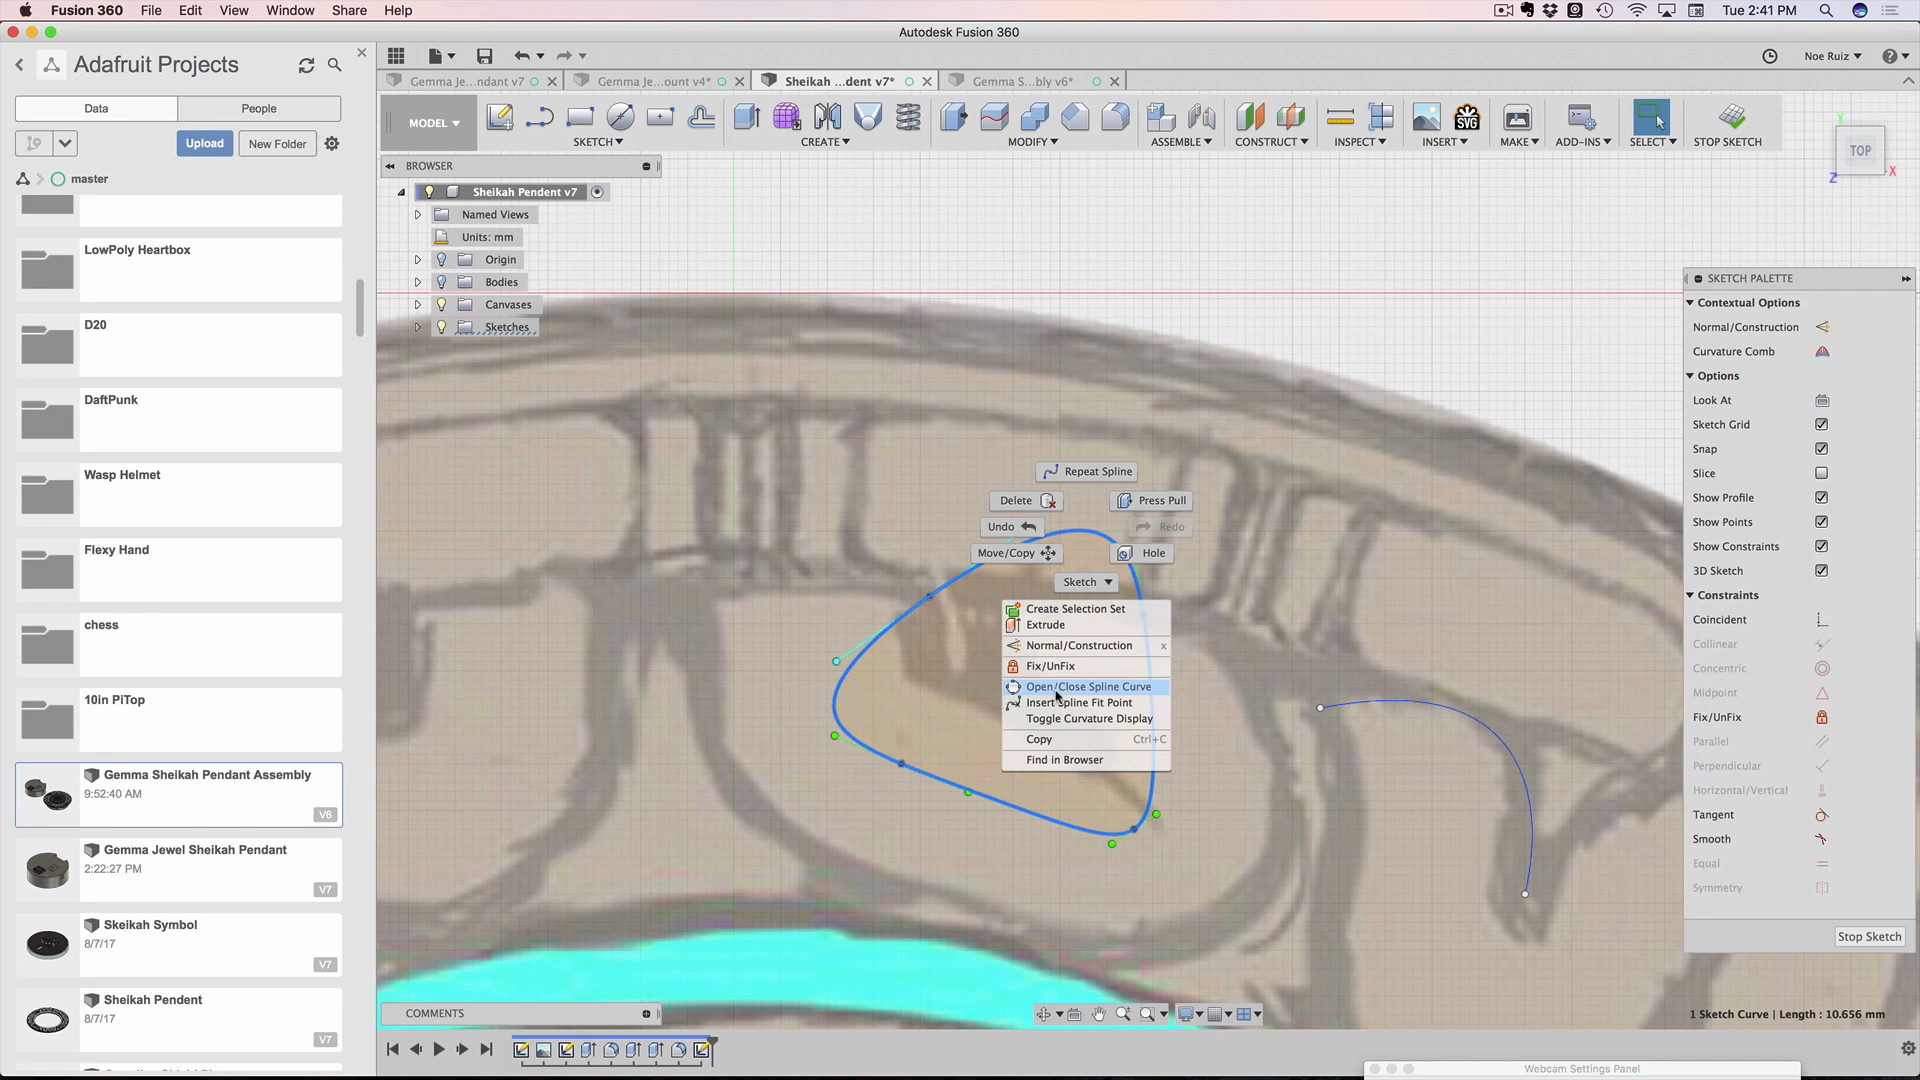 Fusion 360 File Edit View Window Share Help
Tue 2:41 PM
Autodesk Fusion 360
Adafruit Projects
Noe Ruiz
Gemma Je...ndant v7
Gemma Je...ount v4*
Sheikah ...dent v7*
Gemma S...bly v6*
Data People
MODEL
SKETCH
CREATE
MODIFY
ASSEMBLE
CONSTRUCT
INSPECT
INSERT
SVG
MAKE
ADD-INS
SELECT
STOP SKETCH
Upload
New Folder
master
BROWSER
Sheikah Pendent v7
Named Views
Units: mm
Origin
Bodies
Canvases
Sketches
TOP
X
Y
Z
LowPoly Heartbox
D20
DaftPunk
Wasp Helmet
Flexy Hand
chess
10in PiTop
Gemma Sheikah Pendant Assembly
9:52:40 AM
V6
Gemma Jewel Sheikah Pendant
2:22:27 PM
V7
Skeikah Symbol
8/7/17
V7
Sheikah Pendent
8/7/17
V7
Repeat Spline
Delete
Press Pull
Undo
Redo
Move/Copy
Hole
Sketch
Create Selection Set
Extrude
Normal/Construction x
Fix/UnFix
Open/Close Spline Curve
Insert Spline Fit Point
Toggle Curvature Display
Copy Ctrl+C
Find in Browser
SKETCH PALETTE
Contextual Options
Normal/Construction
Curvature Comb
Options
Look At
Sketch Grid
Snap
Slice
Show Profile
Show Points
Show Constraints
3D Sketch
Constraints
Coincident
Collinear
Concentric
Midpoint
Fix/UnFix
Parallel
Perpendicular
Horizontal/Vertical
Tangent
Smooth
Equal
Symmetry
Stop Sketch
COMMENTS
1 Sketch Curve | Length : 10.656 mm
Webcam Settings Panel